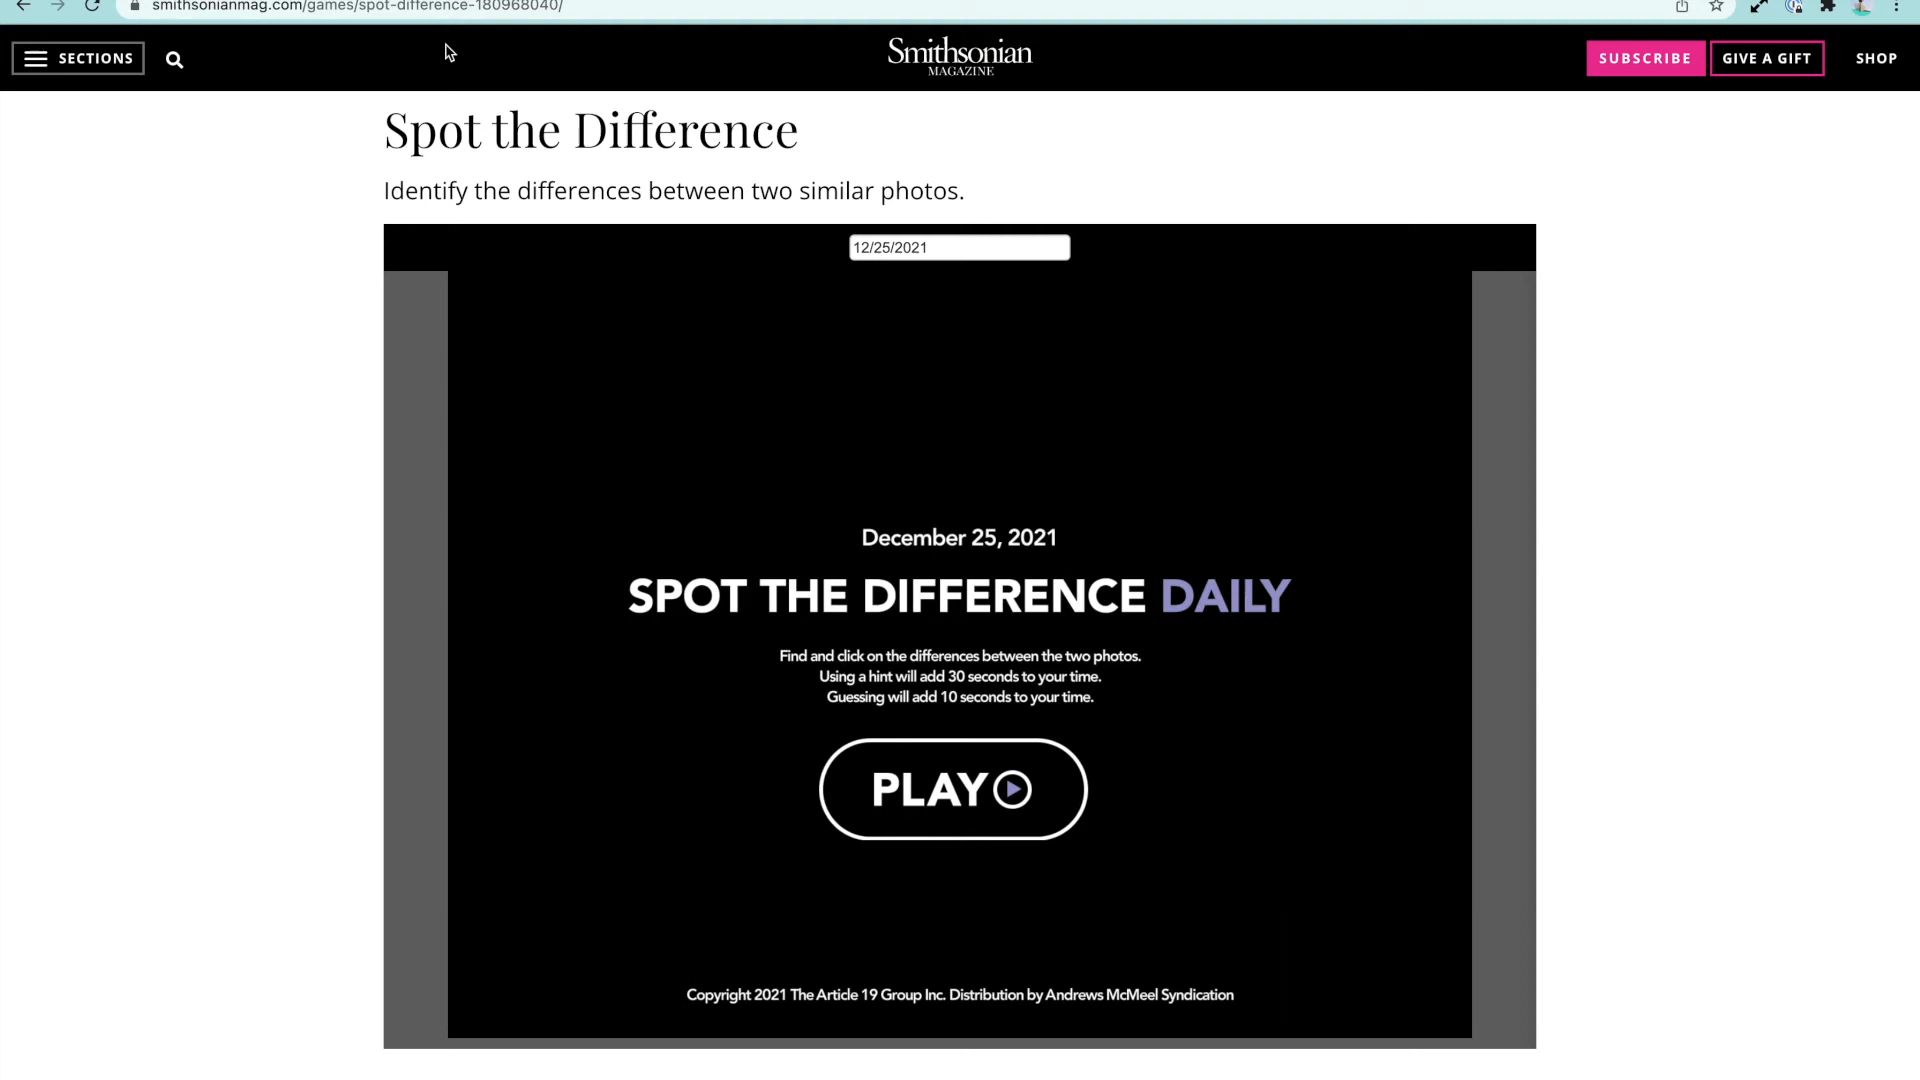 smithsonianmag.com/games/spot-difference-180968040/
SECTIONS
Smithsonian
MAGAZINE
SUBSCRIBE
GIVE A GIFT
SHOP
Spot the Difference
Identify the differences between two similar photos.
12/25/2021
December 25, 2021
SPOT THE DIFFERENCE DAILY
Find and click on the differences between the two photos.
Using a hint will add 30 seconds to your time.
Guessing will add 10 seconds to your time.
PLAY
Copyright 2021 The Article 19 Group Inc. Distribution by Andrews McMeel Syndication